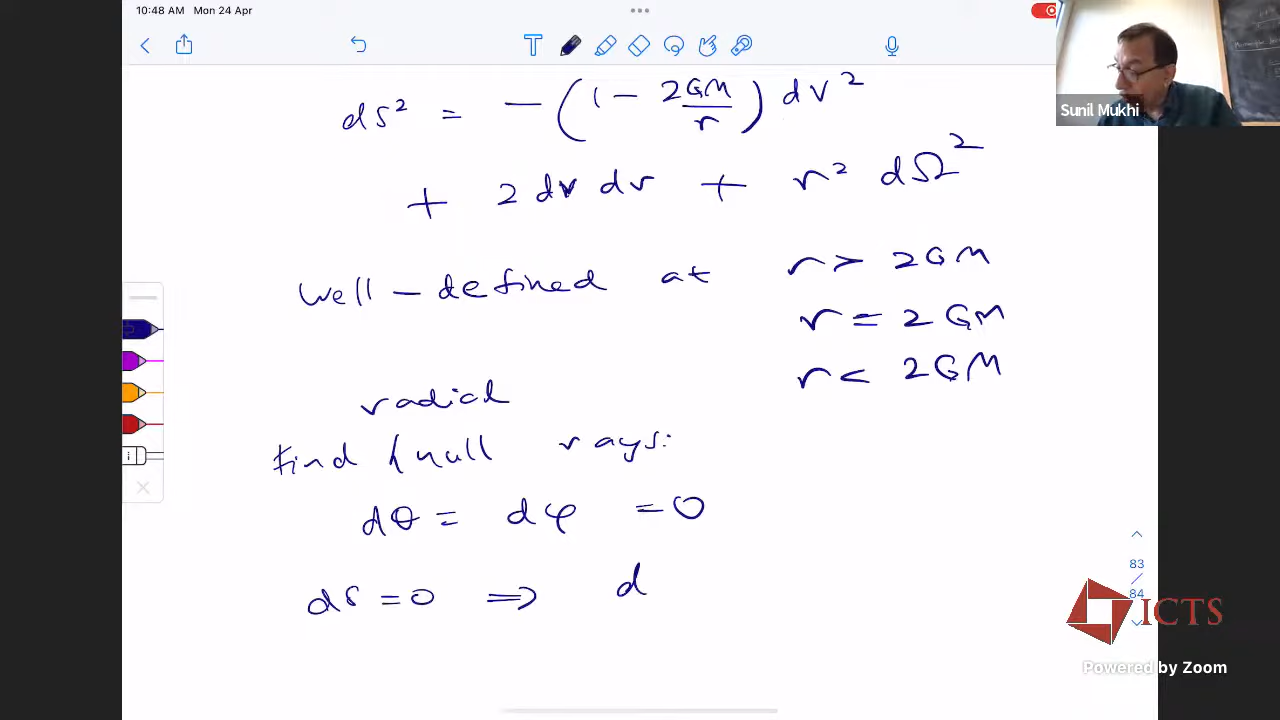 10:48 AM Mon 24 Apr
Sunil Mukhi
ds² = - (1 - 2GM/r) dv²
+ 2 dv dr + r² dΩ²
well-defined at r > 2GM
r = 2GM
r < 2GM
radial
Find null rays:
dθ = dφ = 0
ds = 0 ⇒ d
83
/
84
ICTS
Powered by Zoom